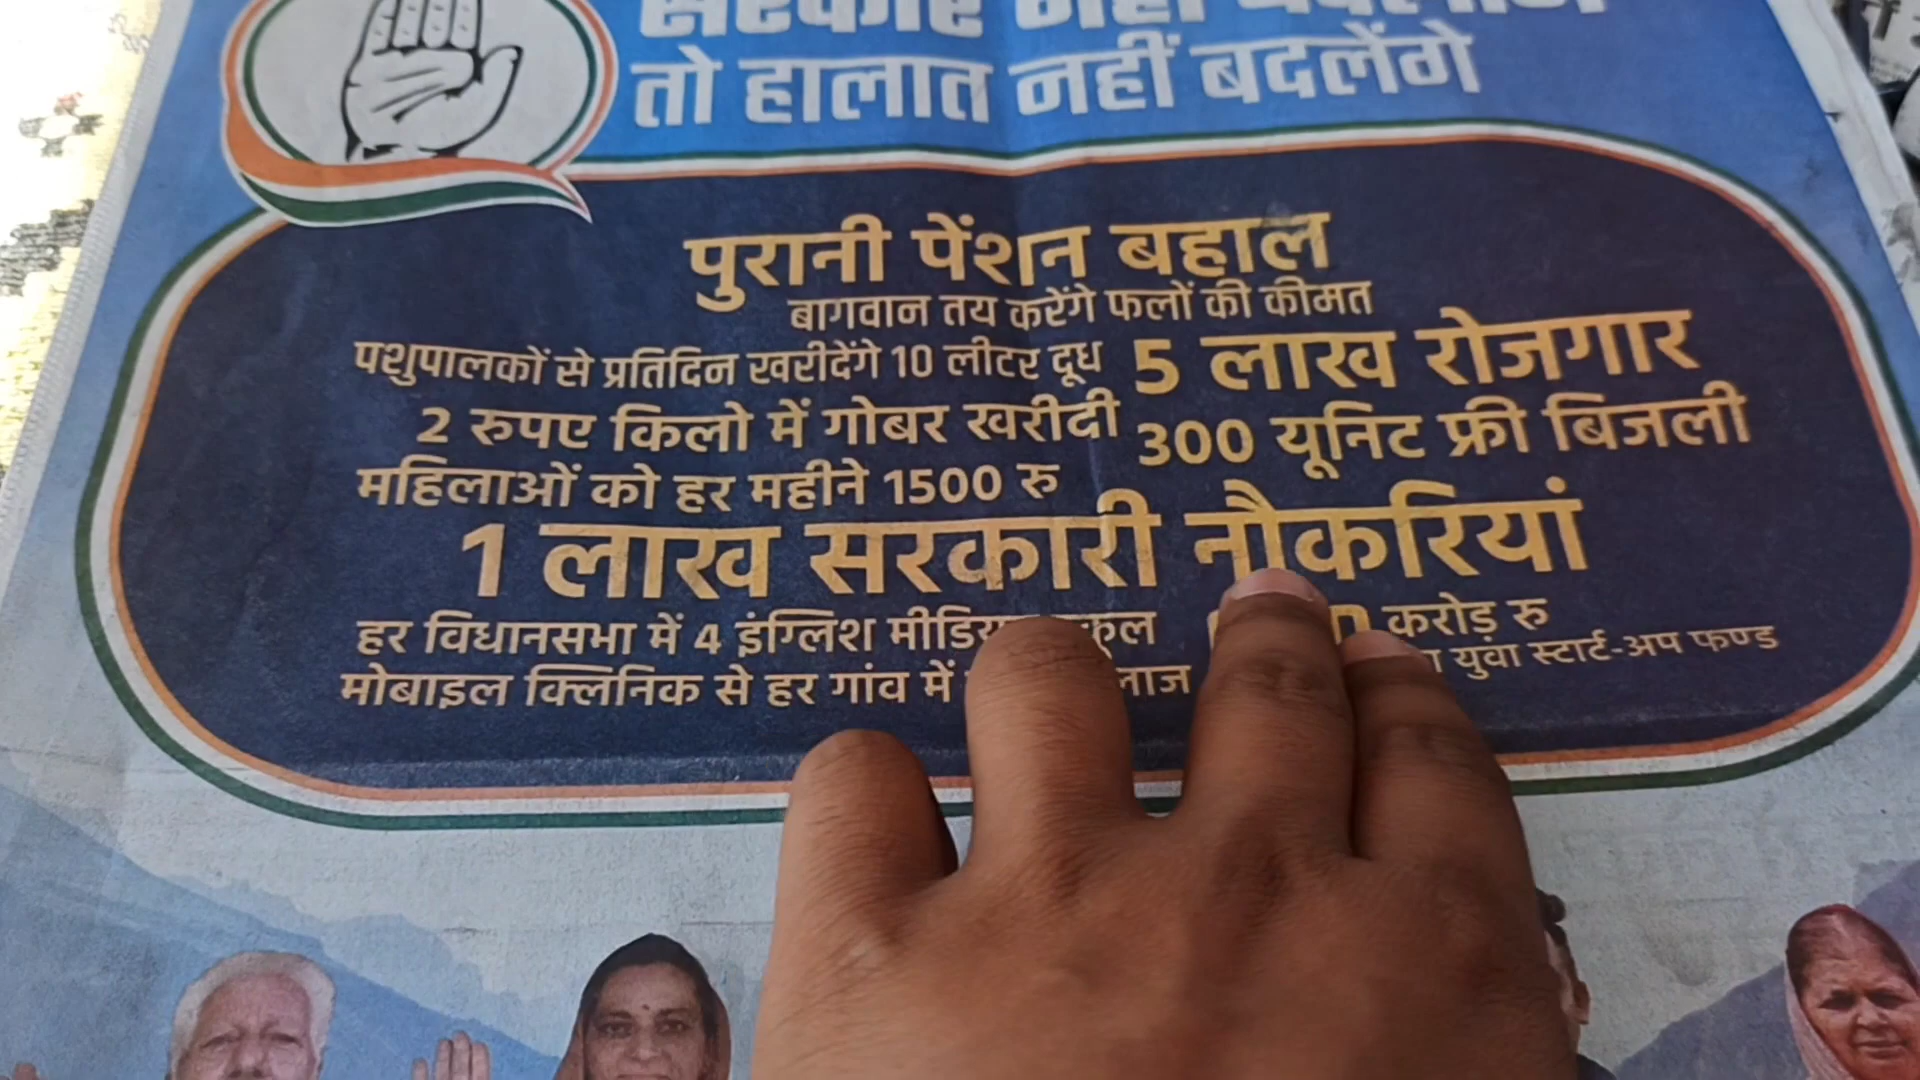 तो हालात नहीं बदलेंगे
पुरानी पेंशन बहाल
बागवान तय करेंगे फलों की कीमत
पशुपालकों से प्रतिदिन खरीदेंगे 10 लीटर दूध
5 लाख रोजगार
2 रुपए किलो में गोबर खरीदी
300 यूनिट फ्री बिजली
महिलाओं को हर महीने 1500 रु
1 लाख सरकारी नौकरियां
हर विधानसभा में 4 इंग्लिश
करोड़ रु
युवा स्टार्ट-अप फण्ड
मोबाइल क्लिनिक से हर गांव में